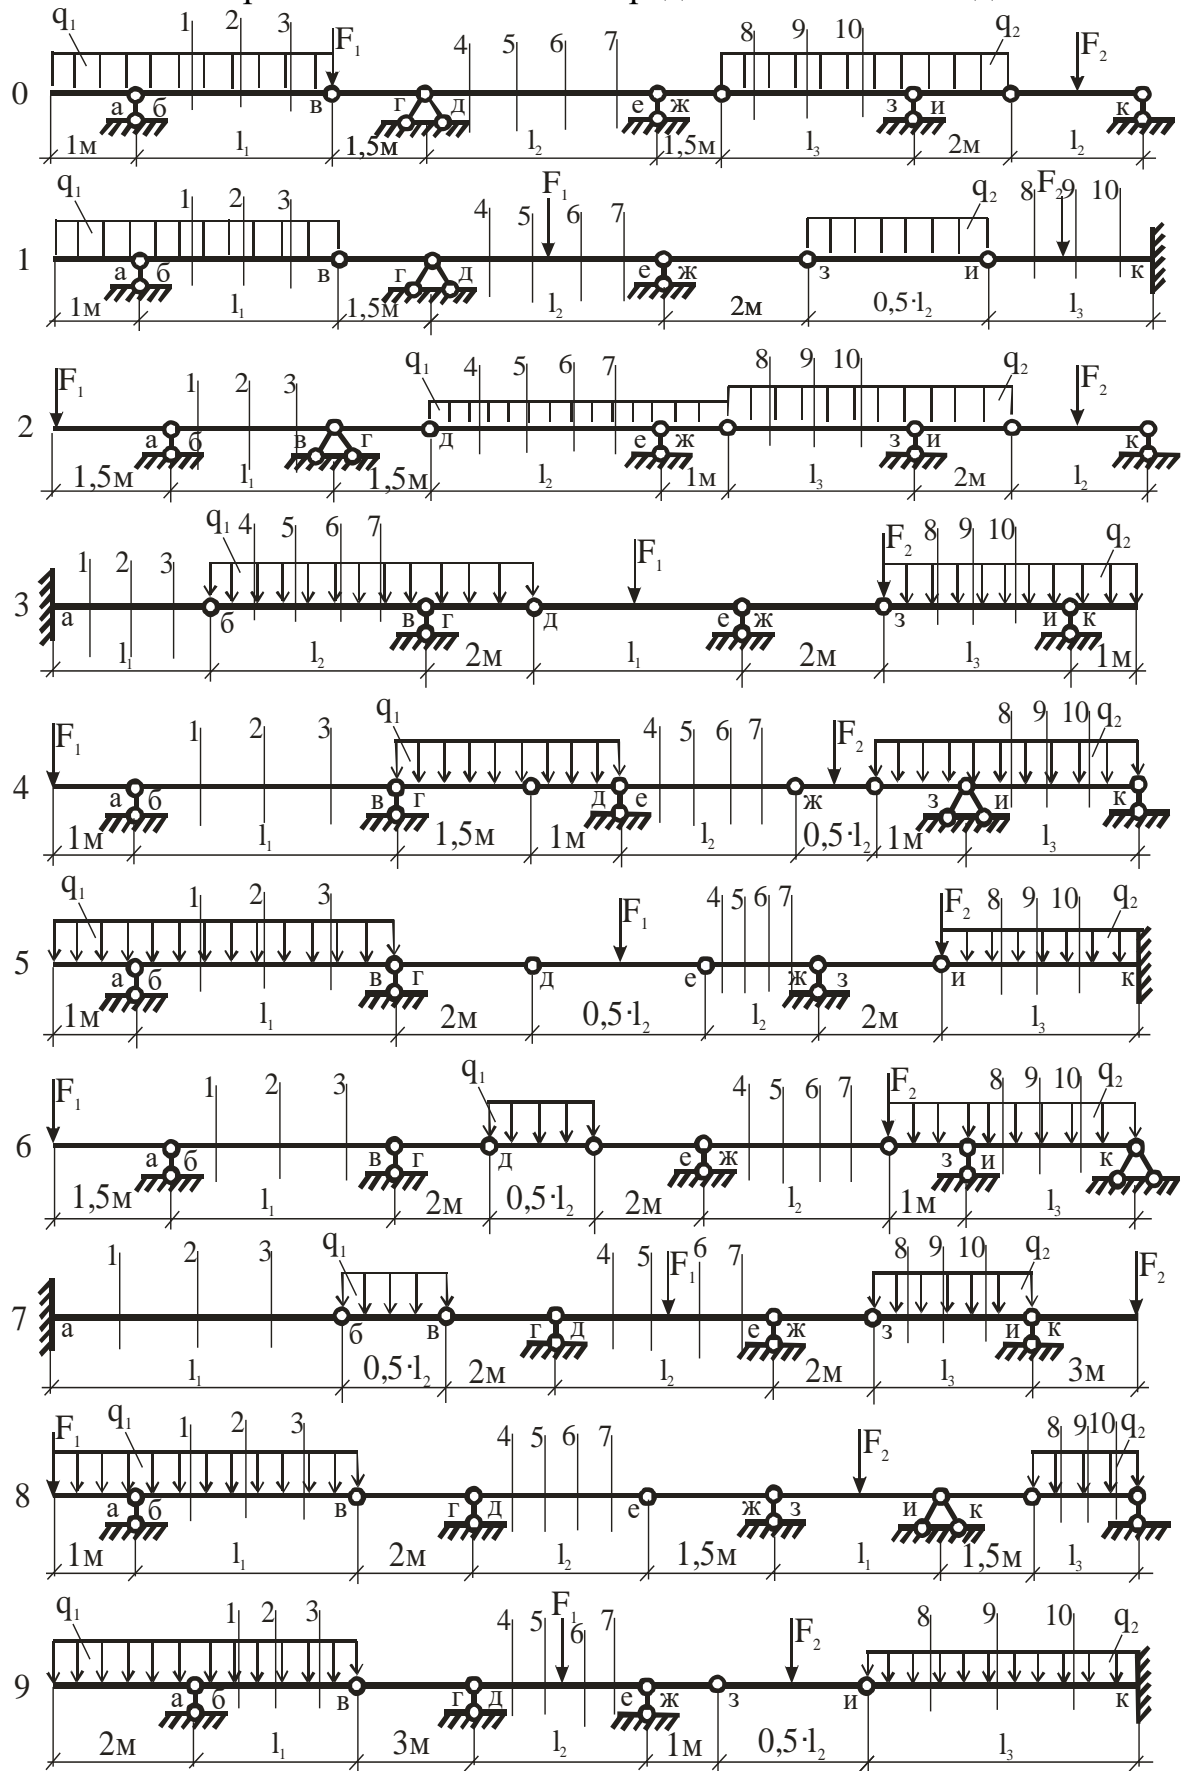 q₁ 1 2 3 F₁ 4 5 6 7 8 9 10 q₂ F₂
0 а б в г д е ж з и к
1м l₁ 1,5м l₂ 1,5м l₃ 2м l₂
q₁ 1 2 3 4 5 F₁ 6 7 q₂ 8 F₂ 9 10
1 а б в г д е ж з и к
1м l₁ 1,5м l₂ 2м 0,5·l₂ l₃
F₁ 1 2 3 q₁ 4 5 6 7 8 9 10 q₂ F₂
2 а б в г д е ж з и к
1,5м l₁ 1,5м l₂ 1м l₃ 2м l₂
1 2 3 q₁ 4 5 6 7 F₁ F₂ 8 9 10 q₂
3 а б в г д е ж з и к
l₁ l₂ 2м l₁ 2м l₃ 1м
F₁ 1 2 3 q₁ 4 5 6 7 F₂ 8 9 10 q₂
4 а б в г д е ж з и к
1м l₁ 1,5м 1м l₂ 0,5·l₂ 1м l₃
q₁ 1 2 3 F₁ 4 5 6 7 F₂ 8 9 10 q₂
5 а б в г д е ж з и к
1м l₁ 2м 0,5·l₂ l₂ 2м l₃
F₁ 1 2 3 q₁ 4 5 6 7 F₂ 8 9 10 q₂
6 а б в г д е ж з и к
1,5м l₁ 2м 0,5·l₂ 2м l₂ 1м l₃
1 2 3 q₁ 4 5 F₁ 6 7 8 9 10 q₂ F₂
7 а б в г д е ж з и к
l₁ 0,5·l₂ 2м l₂ 2м l₃ 3м
F₁ q₁ 1 2 3 4 5 6 7 F₂ 8 9 10 q₂
8 а б в г д е ж з и к
1м l₁ 2м l₂ 1,5м l₁ 1,5м l₃
q₁ 1 2 3 4 5 F₁ 6 7 F₂ 8 9 10 q₂
9 а б в г д е ж з и к
2м l₁ 3м l₂ 1м 0,5·l₂ l₃